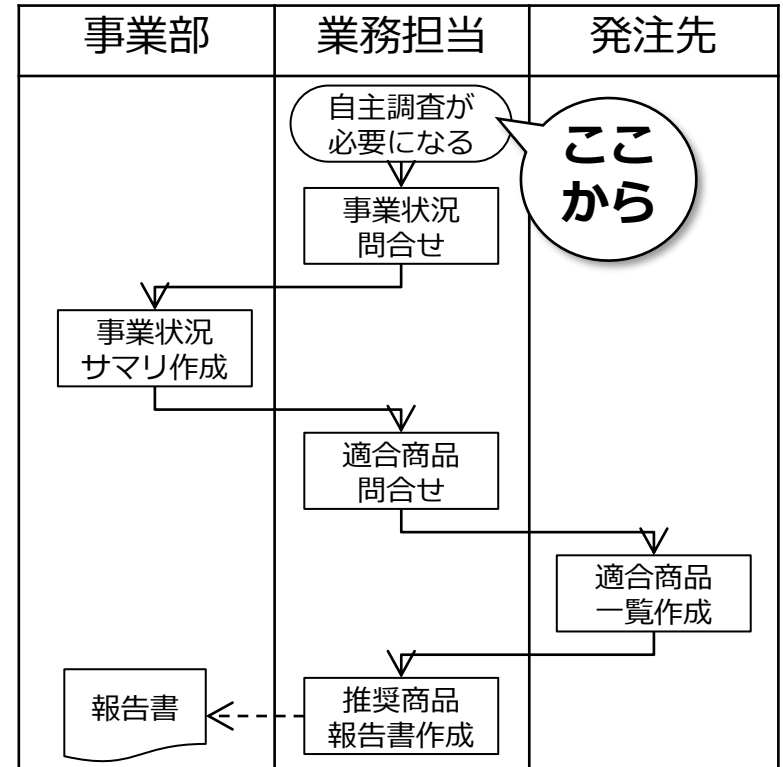 事業部
業務担当
発注先
自主調査が
必要になる
ここ
から
事業状況
問合せ
事業状況
サマリ作成
適合商品
問合せ
適合商品
一覧作成
報告書
推奨商品
報告書作成